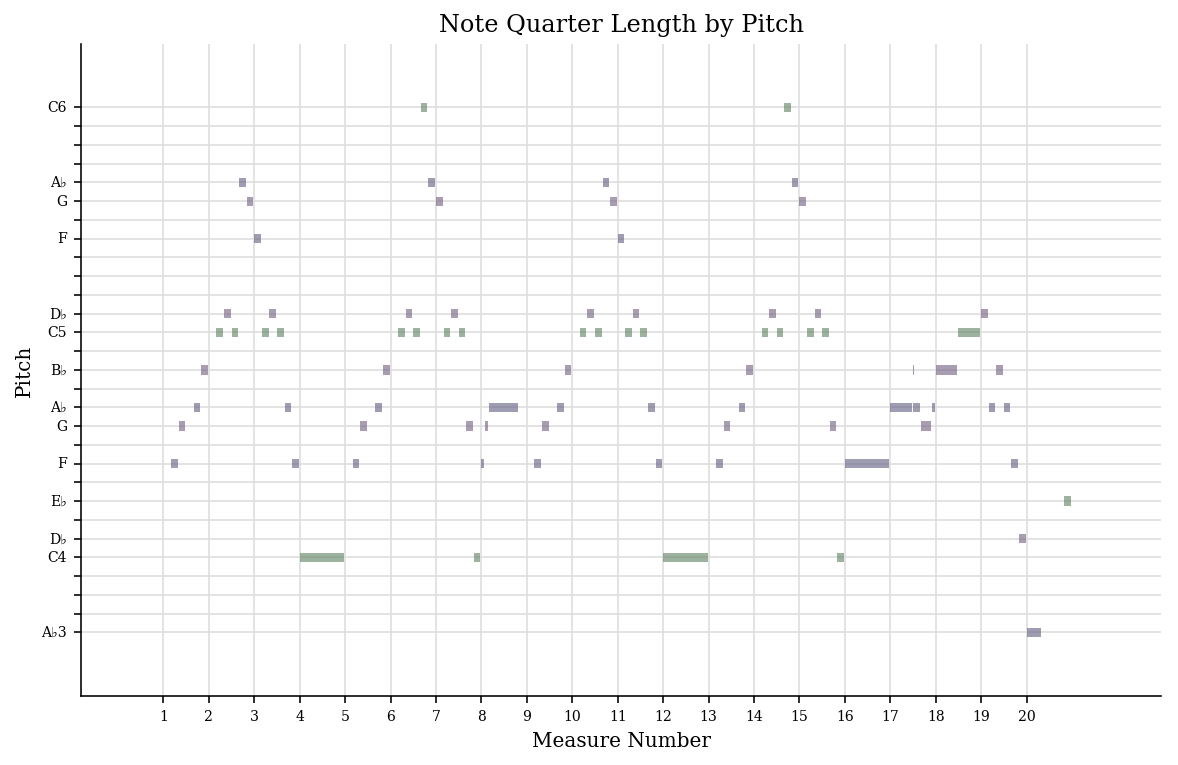 Note Quarter Length by Pitch
Pitch
C6
A♭
G
F
D♭
C5
B♭
A♭
G
F
E♭
D♭
C4
A♭3
1 2 3 4 5 6 7 8 9 10 11 12 13 14 15 16 17 18 19 20
Measure Number